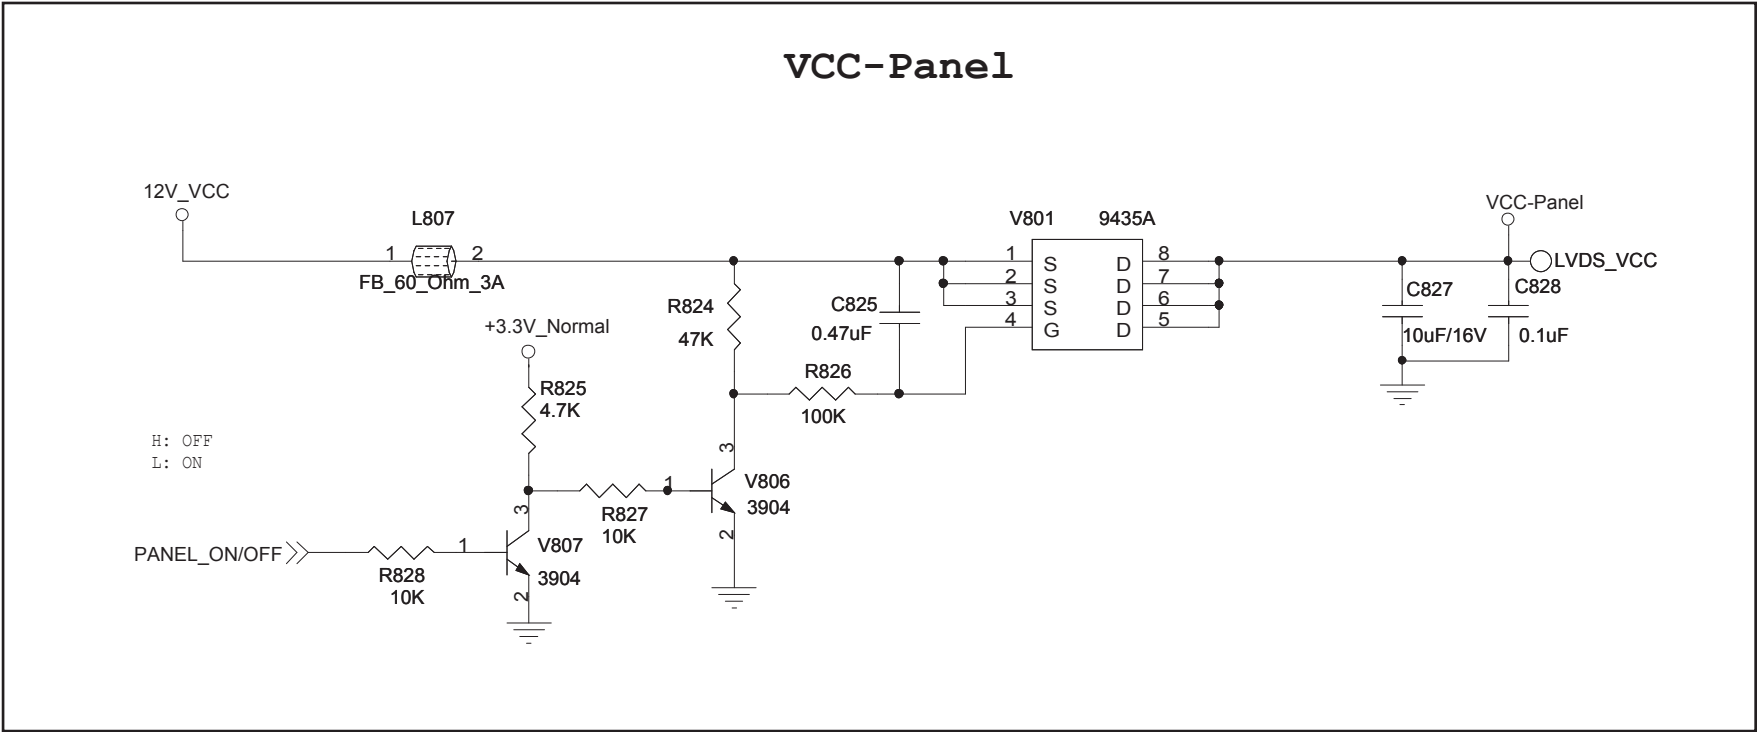 VCC-Panel
12V_VCC
L807
1
2
FB_60_Ohm_3A
R824
47K
C825
0.47uF
R826
100K
V801
9435A
1
S
D
8
2
S
D
7
3
S
D
6
4
G
D
5
VCC-Panel
LVDS_VCC
C827
10uF/16V
C828
0.1uF
+3.3V_Normal
R825
4.7K
H: OFF
L: ON
3
1
V806
3904
2
R827
10K
PANEL_ON/OFF
R828
10K
1
3
V807
3904
2